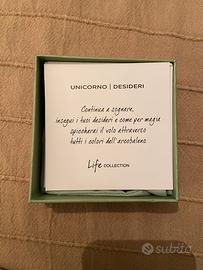 UNICORNO | DESIDERI
Continua a sognare,
insegui i tuoi desideri e come per magia
spiccherai il volo attraverso
tutti i colori dell'arcobaleno
Life COLLECTION
subito